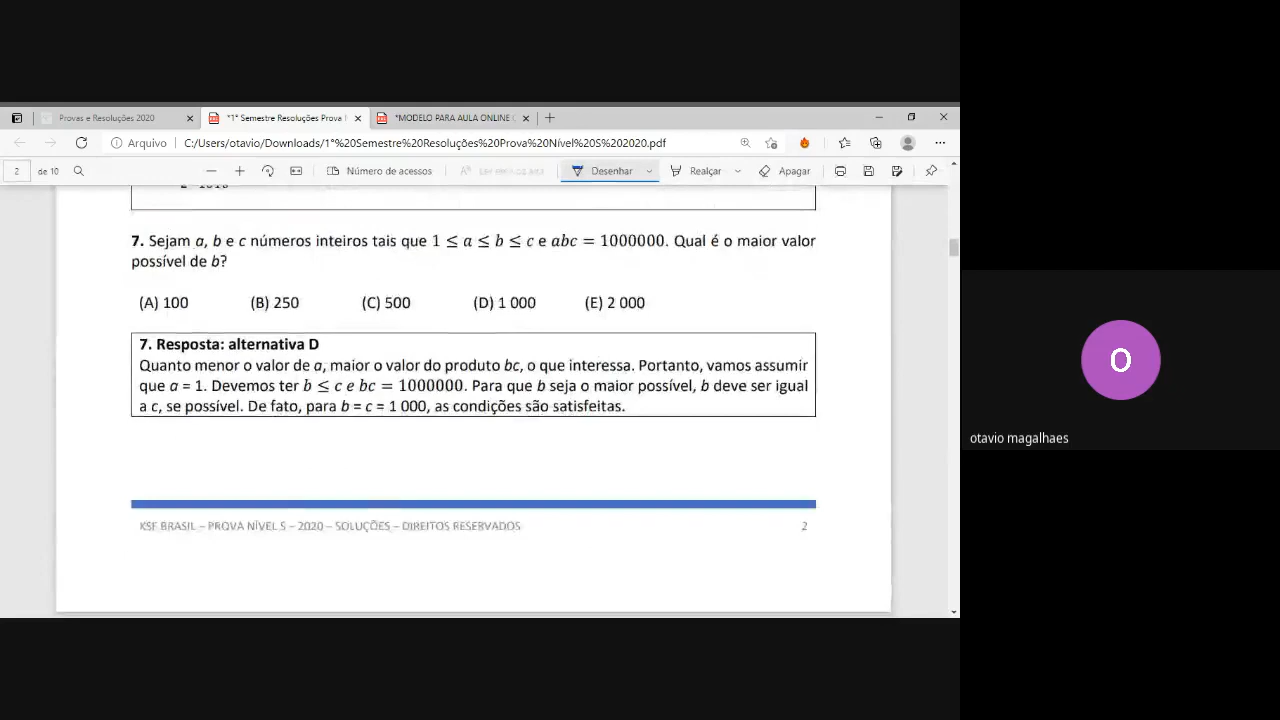 Provas e Resoluções 2020
*1° Semestre Resoluções Prova
*MODELO PARA AULA ONLINE
Arquivo
C:/Users/otavio/Downloads/1°%20Semestre%20Resoluções%20Prova%20Nível%20S%202020.pdf
2 de 10
Número de acessos
Desenhar
Realçar
Apagar
7. Sejam a, b e c números inteiros tais que 1 ≤ a ≤ b ≤ c e abc = 1000000. Qual é o maior valor
possível de b?
(A) 100 (B) 250 (C) 500 (D) 1 000 (E) 2 000
7. Resposta: alternativa D
Quanto menor o valor de a, maior o valor do produto bc, o que interessa. Portanto, vamos assumir
que a = 1. Devemos ter b ≤ c e bc = 1000000. Para que b seja o maior possível, b deve ser igual
a c, se possível. De fato, para b = c = 1 000, as condições são satisfeitas.
KSF BRASIL – PROVA NÍVEL S – 2020 – SOLUÇÕES – DIREITOS RESERVADOS
2
O
otavio magalhaes